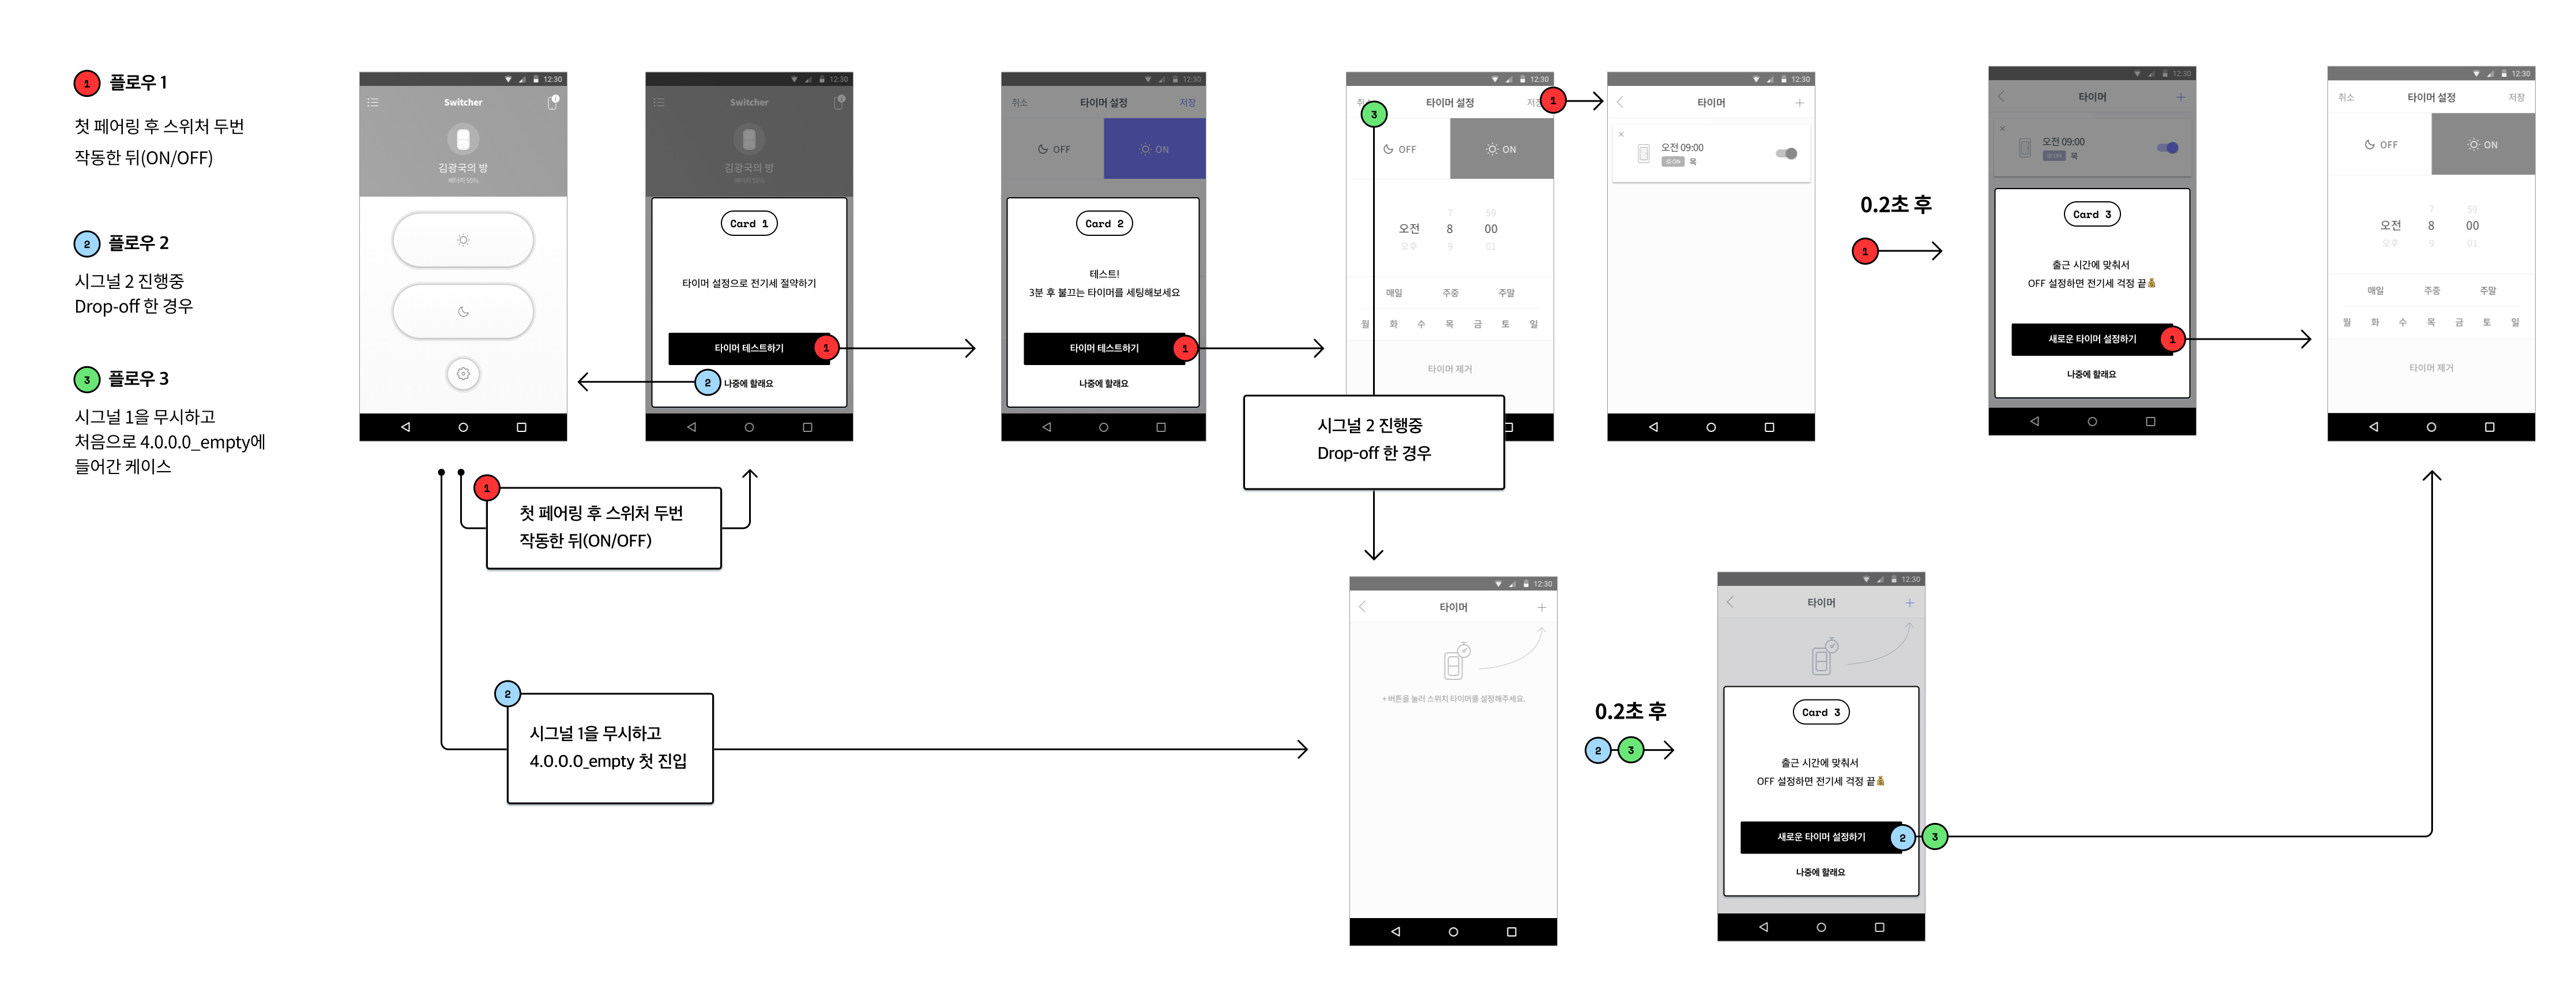 1 플로우 1
첫 페어링 후 스위처 두번
작동한 뒤(ON/OFF)
2 플로우 2
시그널 2 진행중
Drop-off 한 경우
3 플로우 3
시그널 1을 무시하고
처음으로 4.0.0.0_empty에
들어간 케이스
12:30
Switcher
김광국의 방
배터리 55%
12:30
Switcher
김광국의 방
배터리 55%
Card 1
타이머 설정으로 전기세 절약하기
타이머 테스트하기 1
2 나중에 할래요
12:30
취소 타이머 설정 저장
OFF ON
Card 2
테스트!
3분 후 불끄는 타이머를 세팅해보세요
타이머 테스트하기 1
나중에 할래요
12:30
타이머 설정 1
3
OFF ON
7 59
오전 8 00
오후 9 01
매일 주중 주말
월 화 수 목 금 토 일
타이머 제거
시그널 2 진행중
Drop-off 한 경우
12:30
타이머
오전 09:00
ON 목
0.2초 후
1
12:30
타이머
오전 09:00
ON 목
Card 3
출근 시간에 맞춰서
OFF 설정하면 전기세 걱정 끝💰
새로운 타이머 설정하기 1
나중에 할래요
12:30
취소 타이머 설정 저장
OFF ON
7 59
오전 8 00
오후 9 01
매일 주중 주말
월 화 수 목 금 토 일
타이머 제거
1
첫 페어링 후 스위처 두번
작동한 뒤(ON/OFF)
2
시그널 1을 무시하고
4.0.0.0_empty 첫 진입
12:30
타이머
+ 버튼을 눌러 스위치 타이머를 설정해주세요.
0.2초 후
2 3
12:30
타이머
Card 3
출근 시간에 맞춰서
OFF 설정하면 전기세 걱정 끝💰
새로운 타이머 설정하기 2 3
나중에 할래요